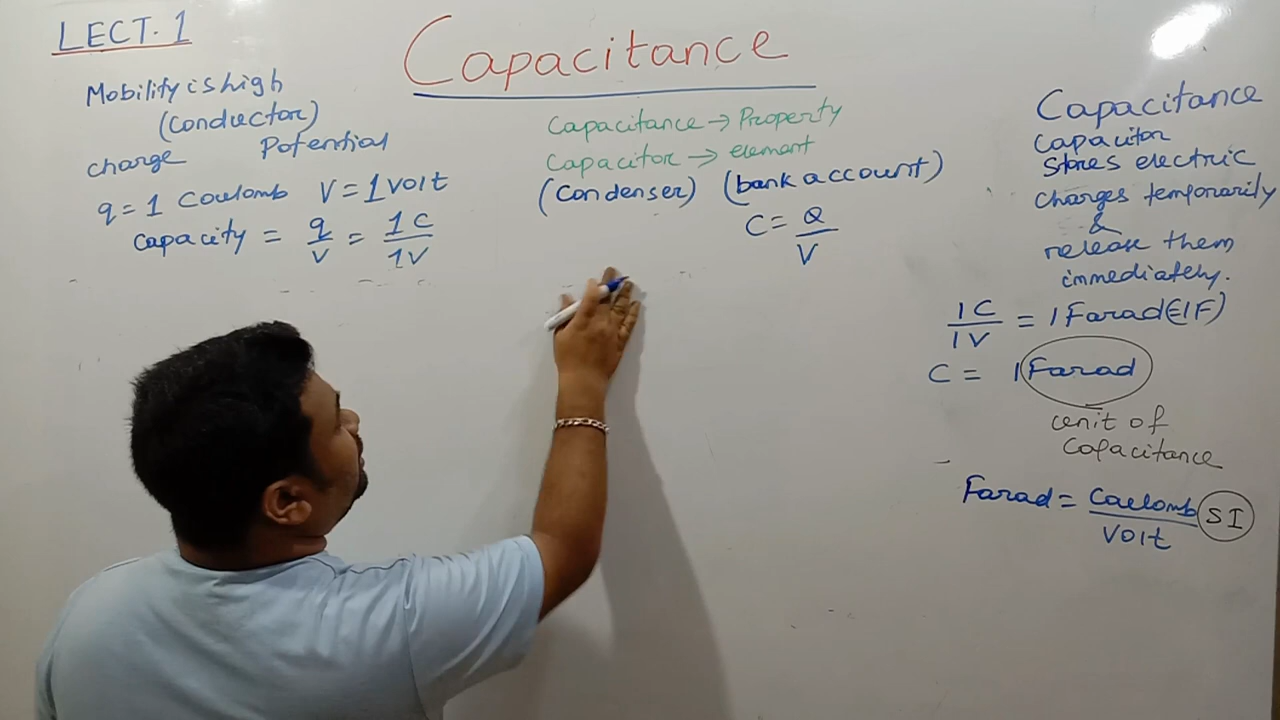 LECT. 1
Capacitance
Mobility is high
(conductor)
charge Potential
q = 1 Coulomb V = 1 volt
Capacity = q/V = 1C/1V
Capacitance → Property
Capacitor → element
(Condenser) (bank account)
C = Q/V
Capacitance
Capacitor
Stores electric
charges temporarily
&
release them
immediately.
1C/1V = 1 Farad (1F)
C = 1 Farad
unit of
Capacitance
Farad = Coulomb/Volt SI